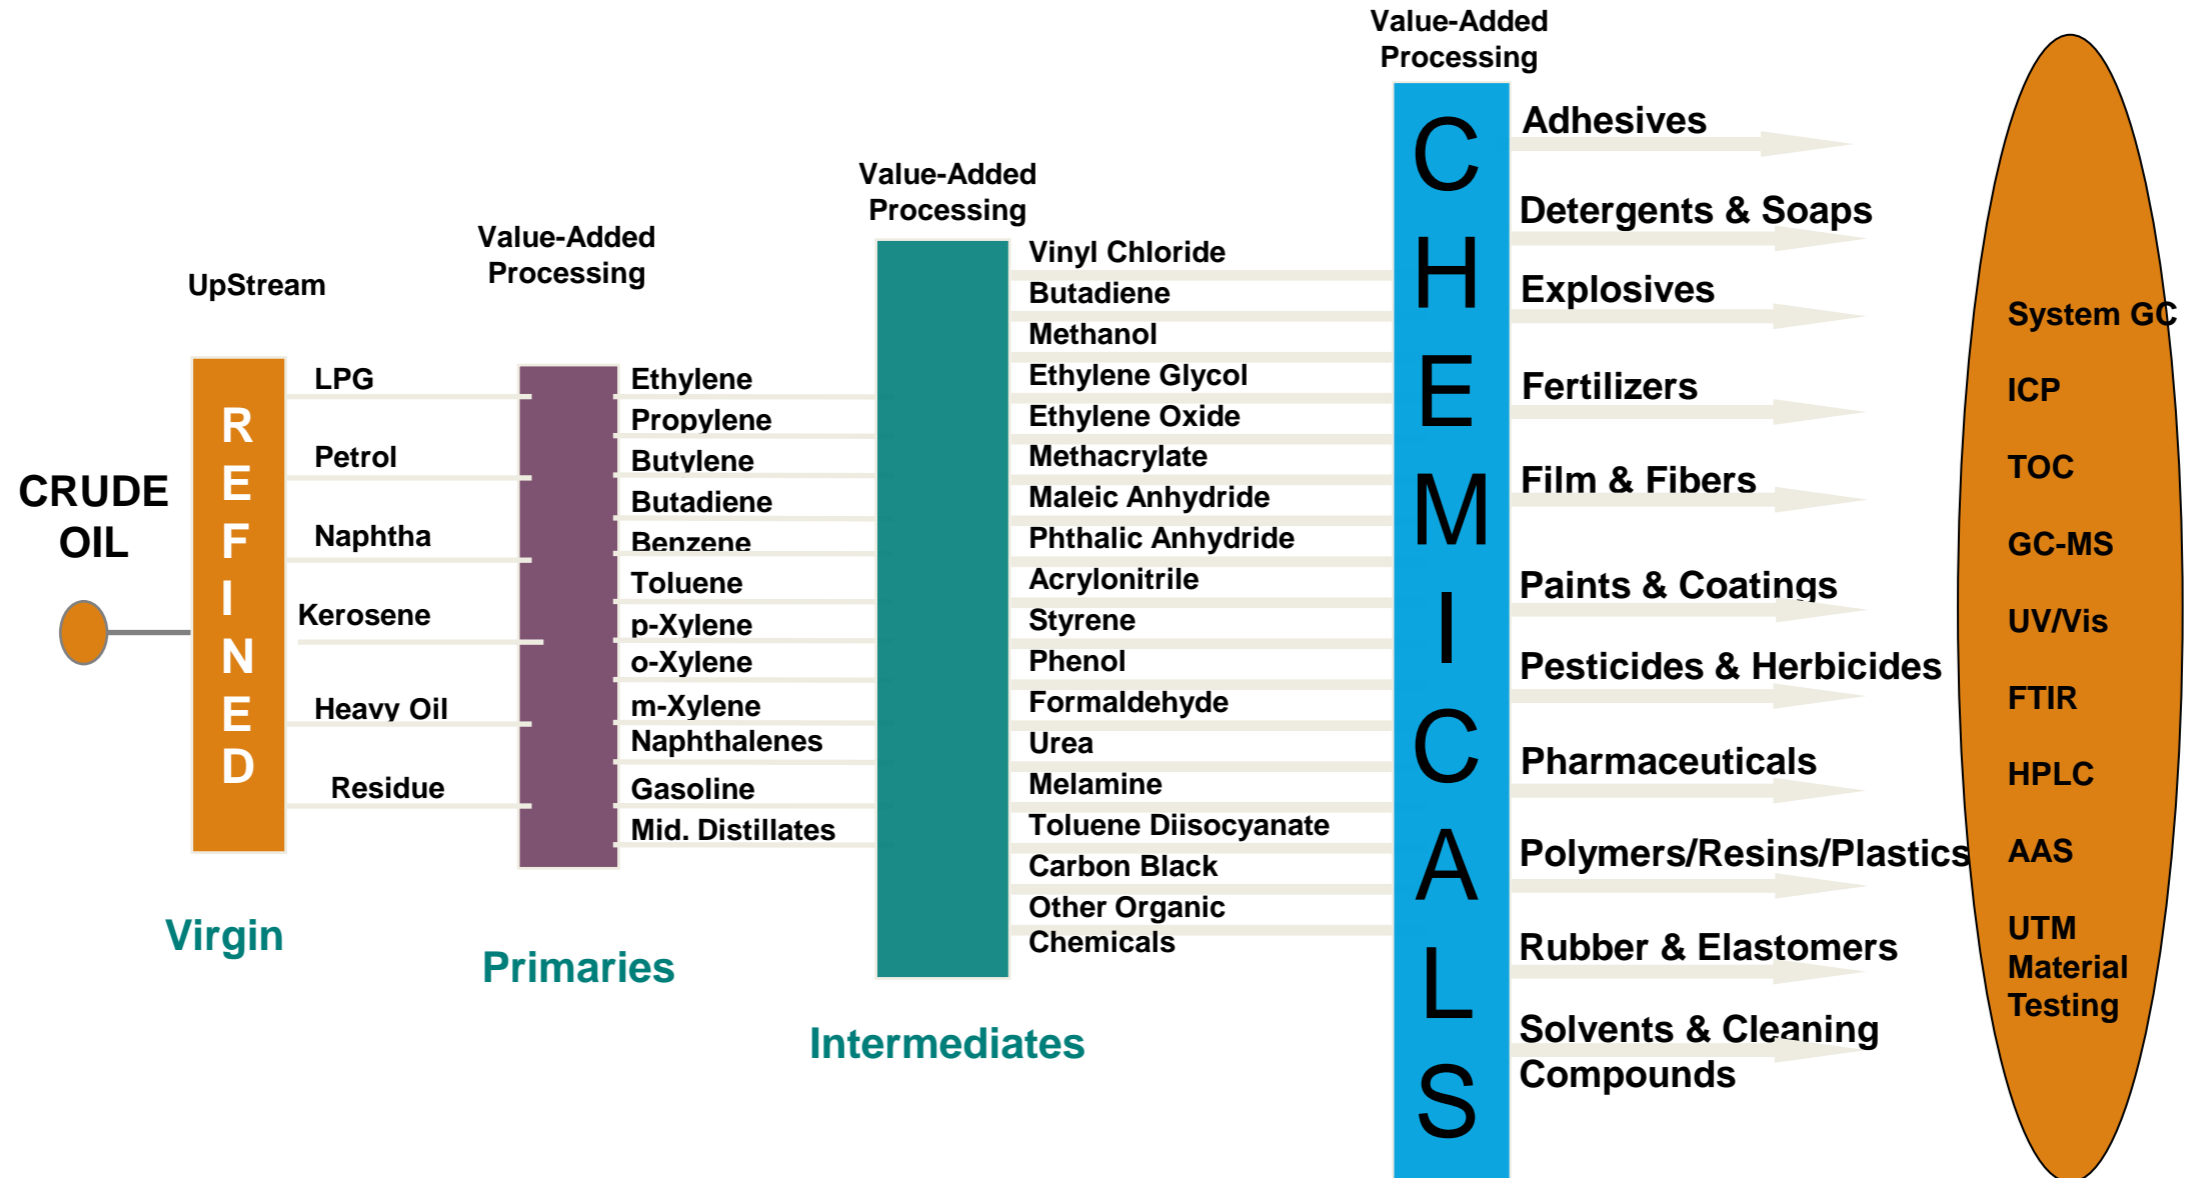 CRUDE
OIL
UpStream
REFINED
LPG
Petrol
Naphtha
Kerosene
Heavy Oil
Residue
Virgin
Value-Added
Processing
Ethylene
Propylene
Butylene
Butadiene
Benzene
Toluene
p-Xylene
o-Xylene
m-Xylene
Naphthalenes
Gasoline
Mid. Distillates
Primaries
Value-Added
Processing
Vinyl Chloride
Butadiene
Methanol
Ethylene Glycol
Ethylene Oxide
Methacrylate
Maleic Anhydride
Phthalic Anhydride
Acrylonitrile
Styrene
Phenol
Formaldehyde
Urea
Melamine
Toluene Diisocyanate
Carbon Black
Other Organic
Chemicals
Intermediates
Value-Added
Processing
CHEMICALS
Adhesives
Detergents & Soaps
Explosives
Fertilizers
Film & Fibers
Paints & Coatings
Pesticides & Herbicides
Pharmaceuticals
Polymers/Resins/Plastics
Rubber & Elastomers
Solvents & Cleaning
Compounds
System GC
ICP
TOC
GC-MS
UV/Vis
FTIR
HPLC
AAS
UTM
Material
Testing